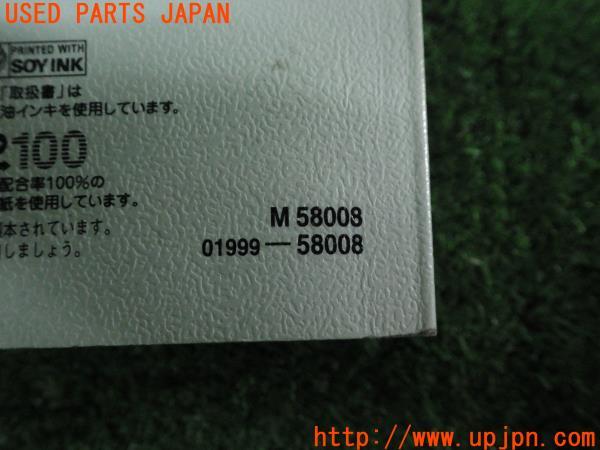 USED PARTS JAPAN
PRINTED WITH
SOY INK
「取扱書」は
油インキを使用しています。
100
配合率100%の
紙を使用しています。
本されています。
しましょう。
M 58008
01999－58008
http://www.upjpn.com